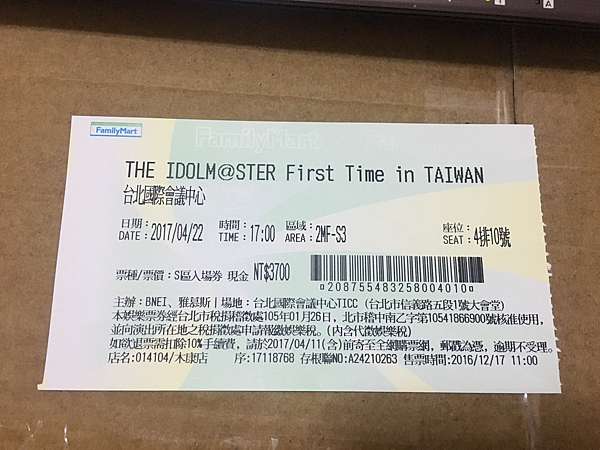 FamilyMart
FamilyMart
THE IDOLM@STER First Time in TAIWAN
台北國際會議中心
日期: 時間: 區域: 座位:
DATE: 2017/04/22 TIME: 17:00 AREA: 2MF-S3 SEAT: 4排10號
票種/票價:S區入場券 現金 NT$3700
□208755483258004010□
主辦:BNEI、雅慕斯|場地:台北國際會議中心TICC (台北市信義路五段1號大會堂)
本娛樂票券經台北市稅捐稽徵處105年01月26日,北市稽中南乙字第10541866900號核准使用,
並向演出所在地之稅捐徵處申請報繳娛樂稅。(內含代徵娛樂稅)
如欲退票需扣除10%手續費,請於2017/04/11(含)前寄至全網購票網,郵戳為憑,逾期不受理。
店名:014104/木康店 序:17118768 存根聯NO:A24210263 售票時間:2016/12/17 11:00